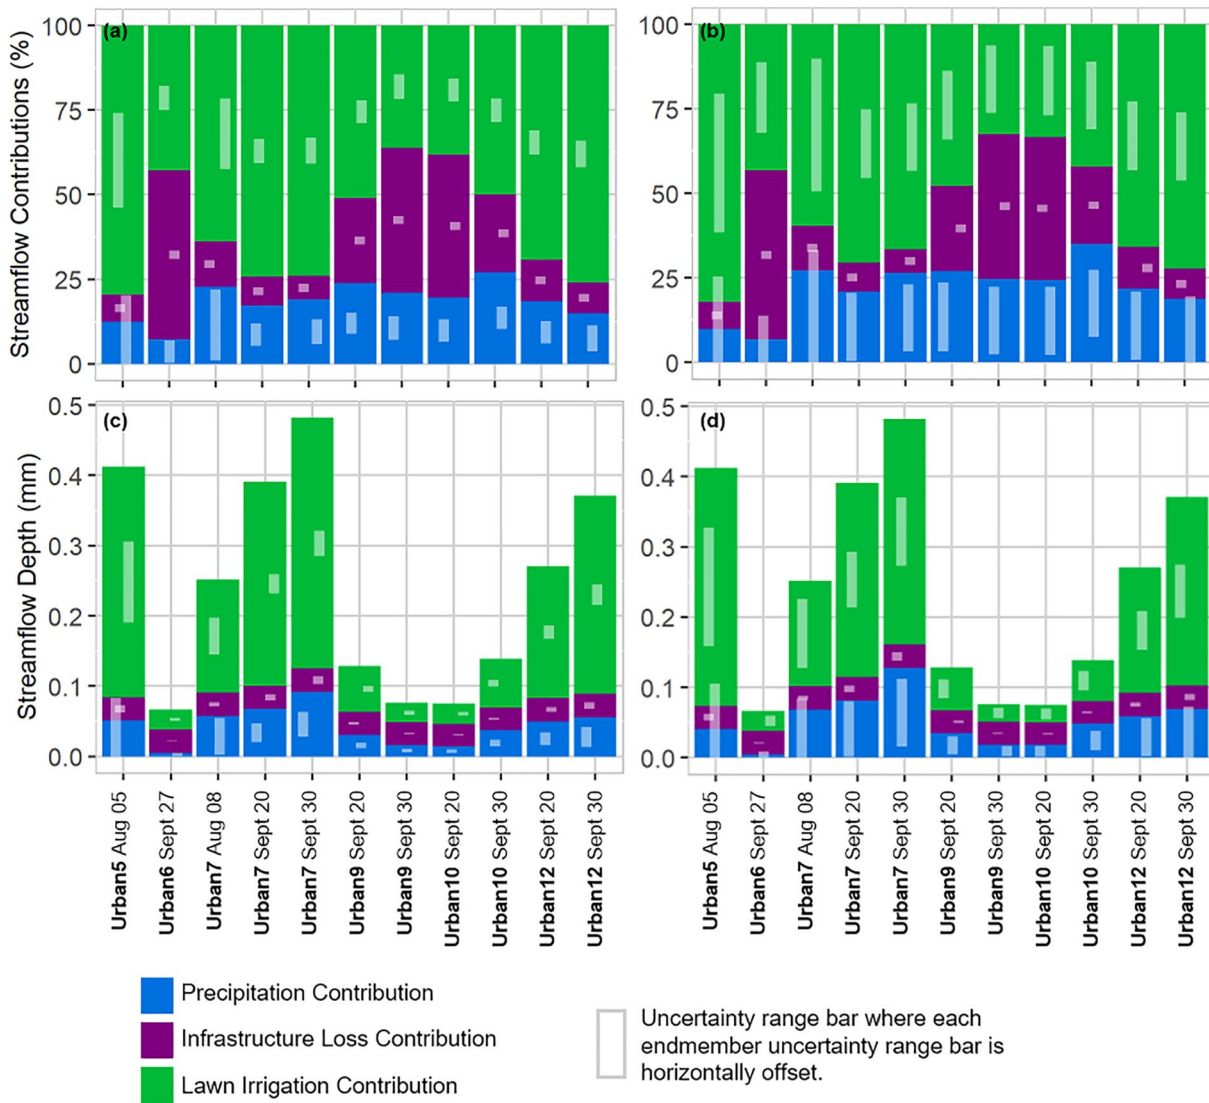 Streamflow Contributions (%)
100
75
50
25
0
(a)
100
75
50
25
0
(b)
Streamflow Depth (mm)
0.5
0.4
0.3
0.2
0.1
0.0
(c)
0.5
0.4
0.3
0.2
0.1
0.0
(d)
Urban5 Aug 05
Urban6 Sept 27
Urban7 Aug 08
Urban7 Sept 20
Urban7 Sept 30
Urban9 Sept 20
Urban9 Sept 30
Urban10 Sept 20
Urban10 Sept 30
Urban12 Sept 20
Urban12 Sept 30
Urban5 Aug 05
Urban6 Sept 27
Urban7 Aug 08
Urban7 Sept 20
Urban7 Sept 30
Urban9 Sept 20
Urban9 Sept 30
Urban10 Sept 20
Urban10 Sept 30
Urban12 Sept 20
Urban12 Sept 30
Precipitation Contribution
Infrastructure Loss Contribution
Lawn Irrigation Contribution
Uncertainty range bar where each
endmember uncertainty range bar is
horizontally offset.